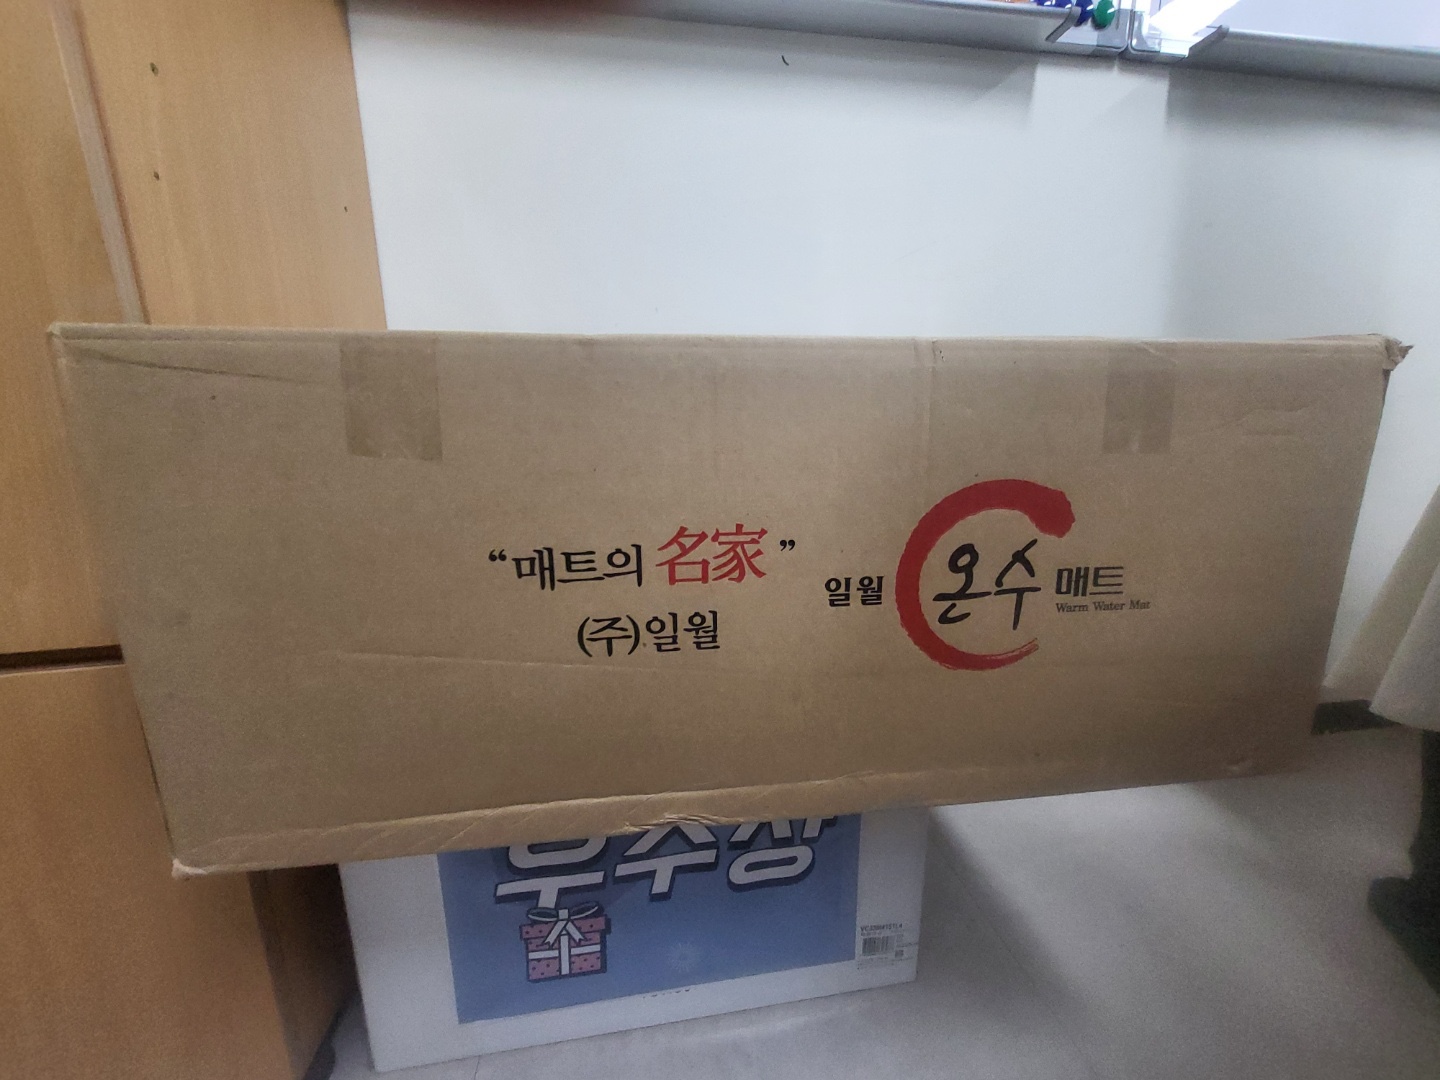 “매트의 名家”
(주)일월
일월 온수 매트
Warm Water Mat
우수상